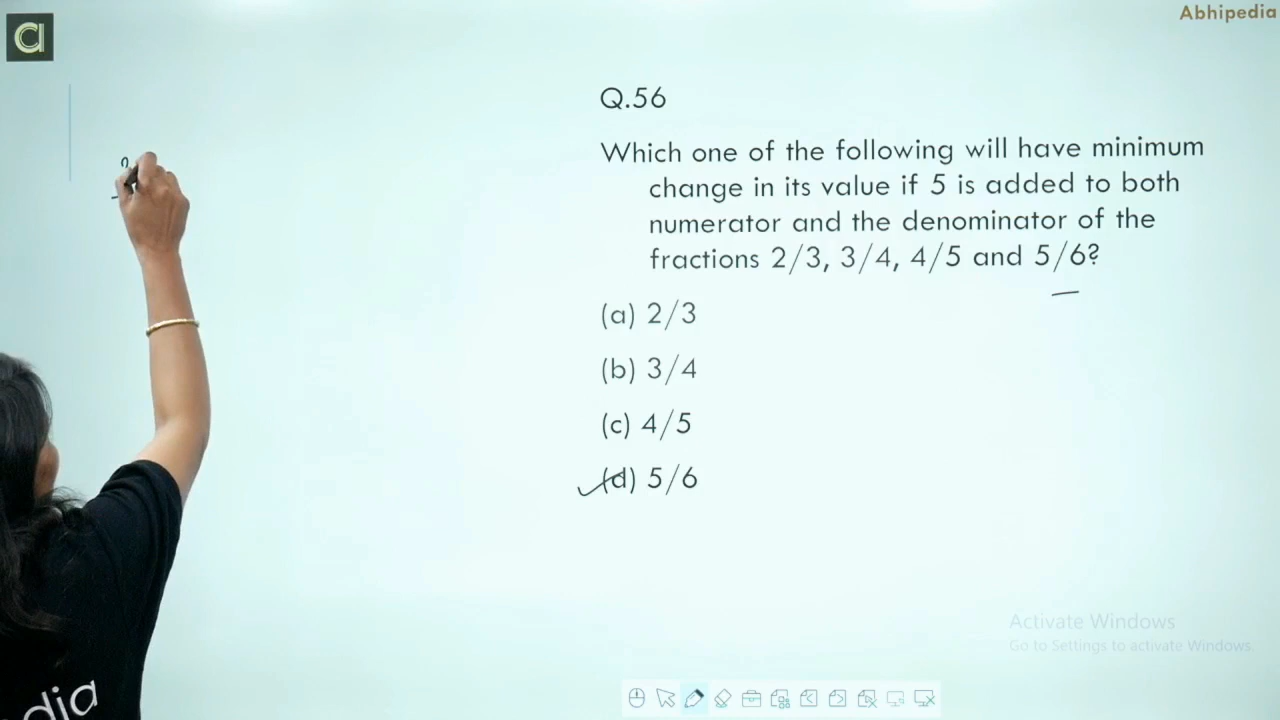 Abhipedia
Q.56
Which one of the following will have minimum
change in its value if 5 is added to both
numerator and the denominator of the
fractions 2/3, 3/4, 4/5 and 5/6?
(a) 2/3
(b) 3/4
(c) 4/5
(d) 5/6
Activate Windows
Go to Settings to activate Windows.
dia